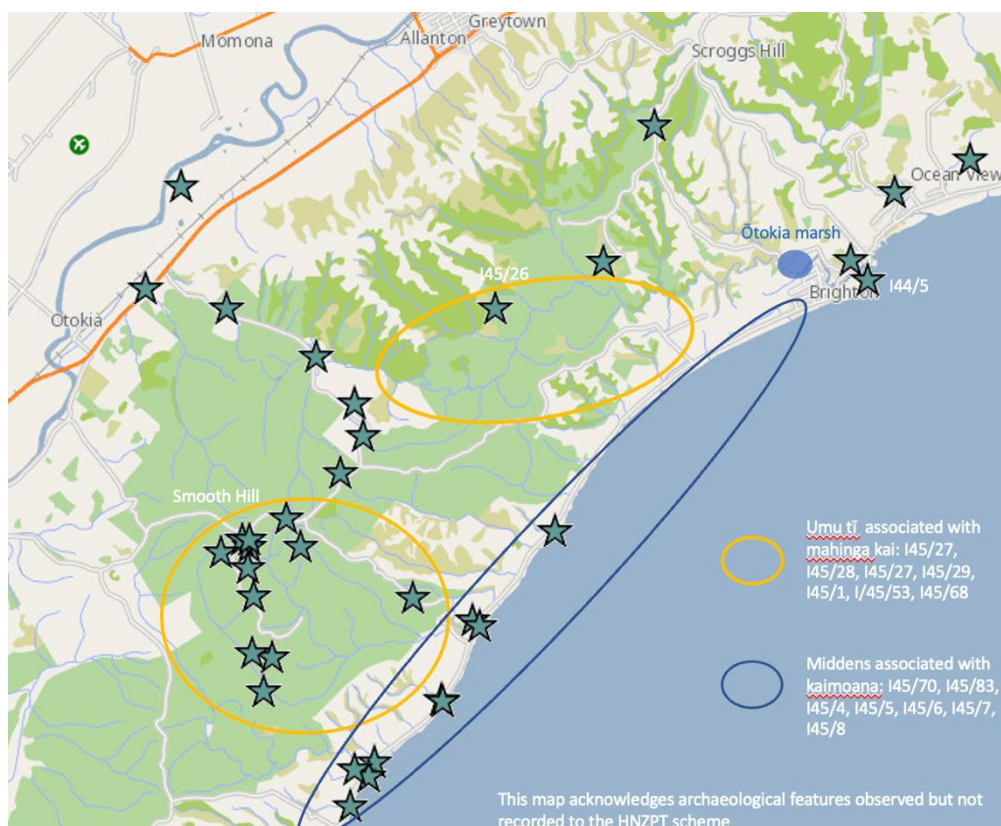 Greytown
Momona
Allanton
Scroggs Hill
Ocean View
Ōtokia marsh
I45/26
I44/5
Brighton
Otokia
Smooth Hill
Umu tī associated with
mahinga kai: I45/27,
I45/28, I45/27, I45/29,
I45/1, I/45/53, I45/68
Middens associated with
kaimoana: I45/70, I45/83,
I45/4, I45/5, I45/6, I45/7,
I45/8
This map acknowledges archaeological features observed but not
recorded to the HNZPT scheme